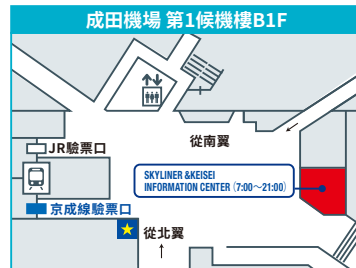 成田機場 第1候機樓B1F
從南翼
JR驗票口
SKYLINER &KEISEI
INFORMATION CENTER (7:00～21:00)
京成線驗票口
從北翼